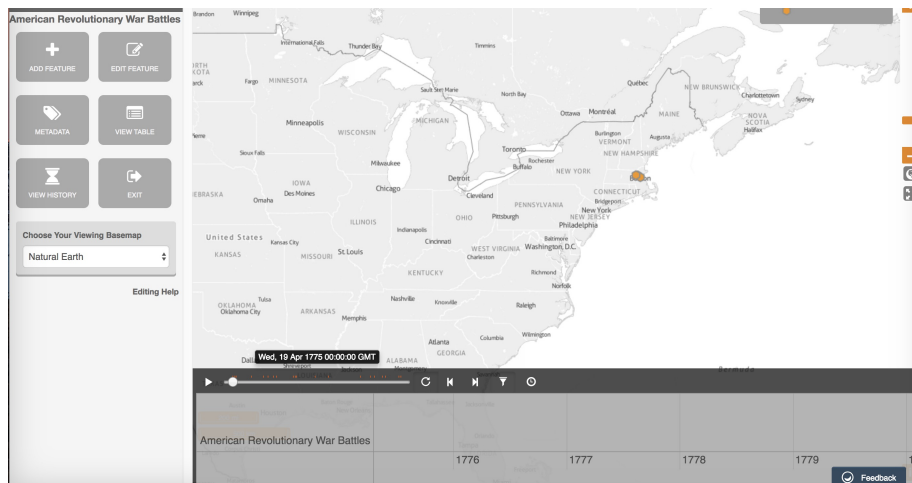 American Revolutionary War Battles
ADD FEATURE
EDIT FEATURE
METADATA
VIEW TABLE
VIEW HISTORY
EXIT
Choose Your Viewing Basemap
Natural Earth
Editing Help
Brandon
Winnipeg
International Falls
Thunder Bay
Timmins
Fargo
MINNESOTA
Sault Ste Marie
North Bay
Québec
NEW BRUNSWICK
Charlottetown
Sydney
Ottawa
Montréal
MAINE
NOVA
SCOTIA
Halifax
Minneapolis
WISCONSIN
MICHIGAN
Burlington
VERMONT
Augusta
Toronto
NEW HAMPSHIRE
Sioux Falls
Milwaukee
Rochester
Buffalo
NEW YORK
Boston
Detroit
IOWA
Des Moines
Chicago
Cleveland
CONNECTICUT
Bridgeport
Omaha
PENNSYLVANIA
New York
ILLINOIS
OHIO
Pittsburgh
NEW JERSEY
Philadelphia
Indianapolis
United States
Kansas City
Cincinnati
Baltimore
WEST VIRGINIA
Washington, D.C.
KANSAS
MISSOURI
St. Louis
Charleston
KENTUCKY
Richmond
Norfolk
Tulsa
Nashville
Knoxville
Raleigh
OKLAHOMA
Oklahoma City
ARKANSAS
Memphis
Wilmington
Atlanta
Columbia
GEORGIA
ALABAMA
Wed, 19 Apr 1775 00:00:00 GMT
Bermuda
American Revolutionary War Battles
1776
1777
1778
1779
Feedback